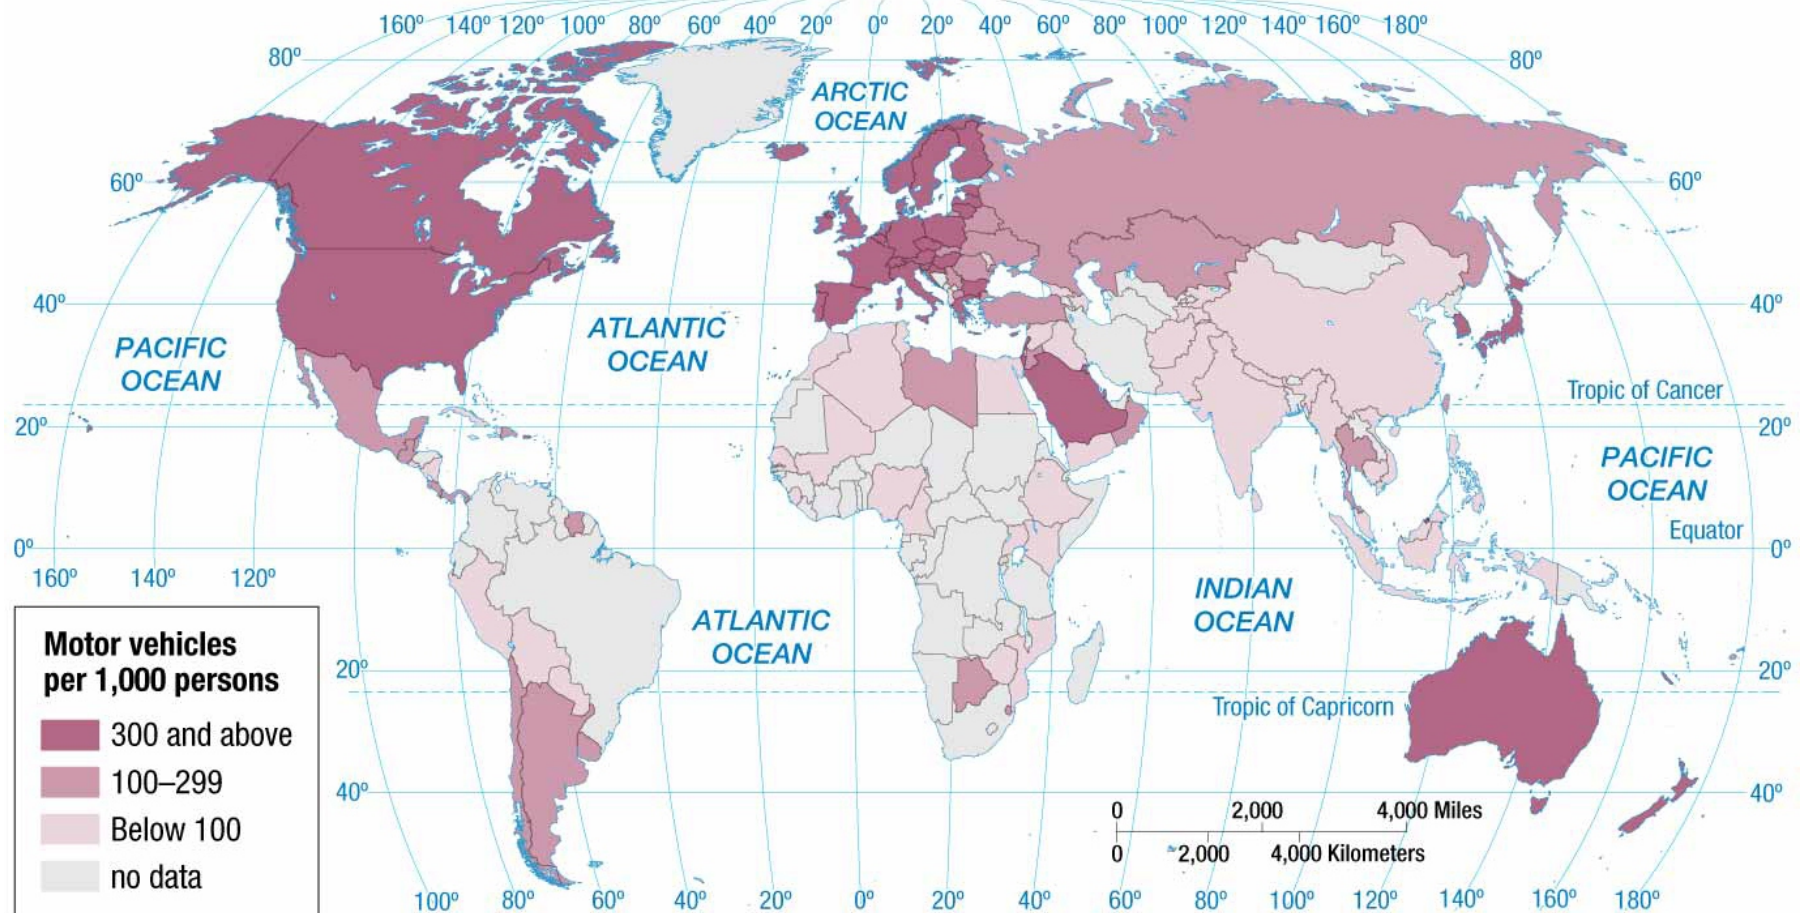 160º 140º 120º 100º 80º 60º 40º 20º 0º 20º 40º 60º 80º 100º 120º 140º 160º 180º
80º 80º
ARCTIC
OCEAN
60º 60º
40º 40º
ATLANTIC
OCEAN
PACIFIC
OCEAN
Tropic of Cancer
20º 20º
PACIFIC
OCEAN
Equator
0º 0º
160º 140º 120º
INDIAN
OCEAN
ATLANTIC
OCEAN
Motor vehicles
per 1,000 persons
300 and above
100–299
Below 100
no data
20º 20º
Tropic of Capricorn
40º 40º
0 2,000 4,000 Miles
0 2,000 4,000 Kilometers
100º 80º 60º 40º 20º 0º 20º 40º 60º 80º 100º 120º 140º 160º 180º